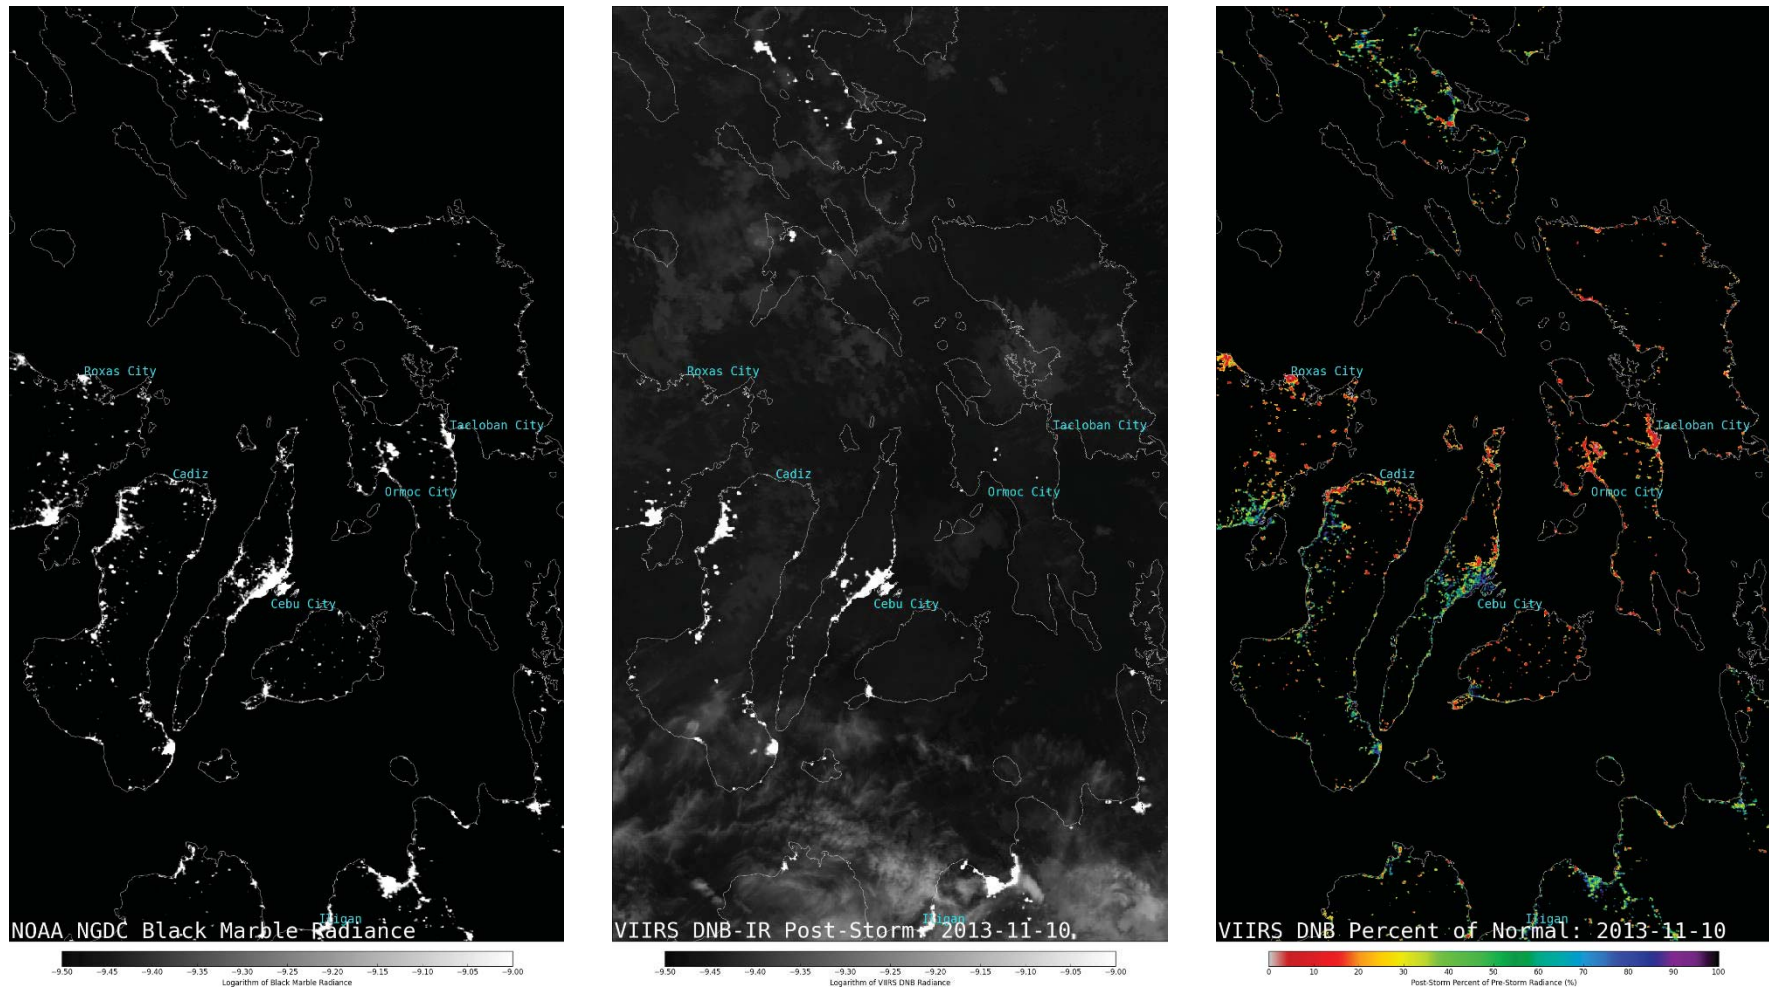 Roxas City
Tacloban City
Cadiz
Ormoc City
Cebu City
Iligan
NOAA NGDC Black Marble Radiance
−9.50 −9.45 −9.40 −9.35 −9.30 −9.25 −9.20 −9.15 −9.10 −9.05 −9.00
Logarithm of Black Marble Radiance
Roxas City
Tacloban City
Cadiz
Ormoc City
Cebu City
Iligan
VIIRS DNB-IR Post-Storm: 2013-11-10
−9.50 −9.45 −9.40 −9.35 −9.30 −9.25 −9.20 −9.15 −9.10 −9.05 −9.00
Logarithm of VIIRS DNB Radiance
Roxas City
Tacloban City
Cadiz
Ormoc City
Cebu City
Iligan
VIIRS DNB Percent of Normal: 2013-11-10
0 10 20 30 40 50 60 70 80 90 100
Post-Storm Percent of Pre-Storm Radiance (%)